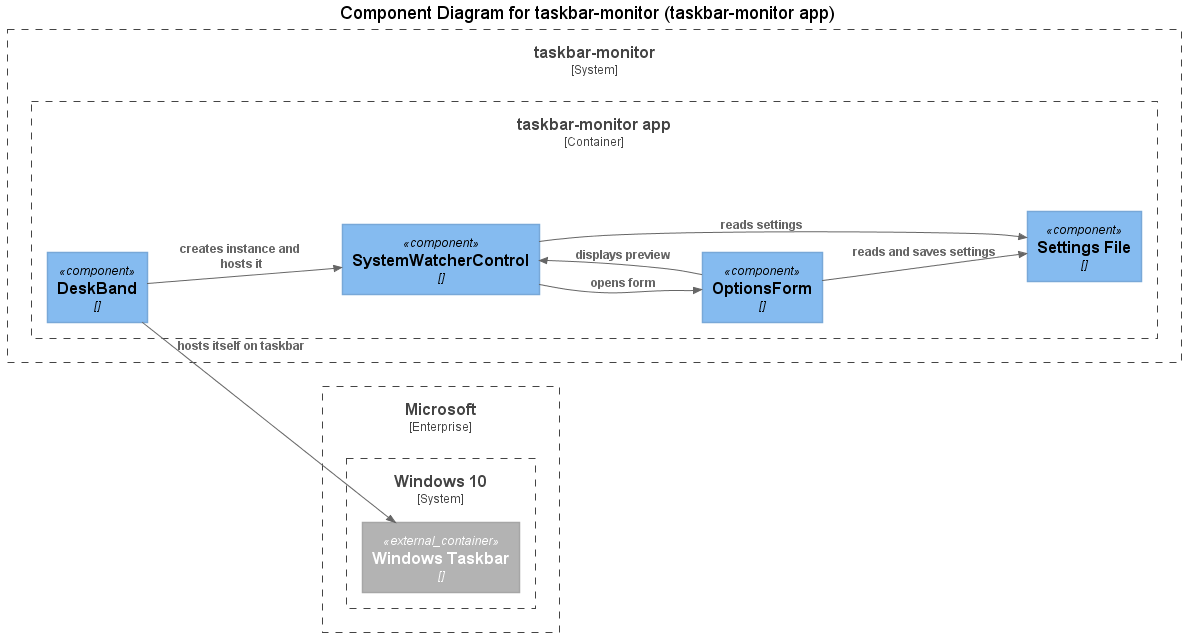 Component Diagram for taskbar-monitor (taskbar-monitor app)
taskbar-monitor
[System]
taskbar-monitor app
[Container]
«component»
DeskBand
[]
creates instance and
hosts it
«component»
SystemWatcherControl
[]
reads settings
displays preview
opens form
«component»
OptionsForm
[]
reads and saves settings
«component»
Settings File
[]
hosts itself on taskbar
Microsoft
[Enterprise]
Windows 10
[System]
«external_container»
Windows Taskbar
[]